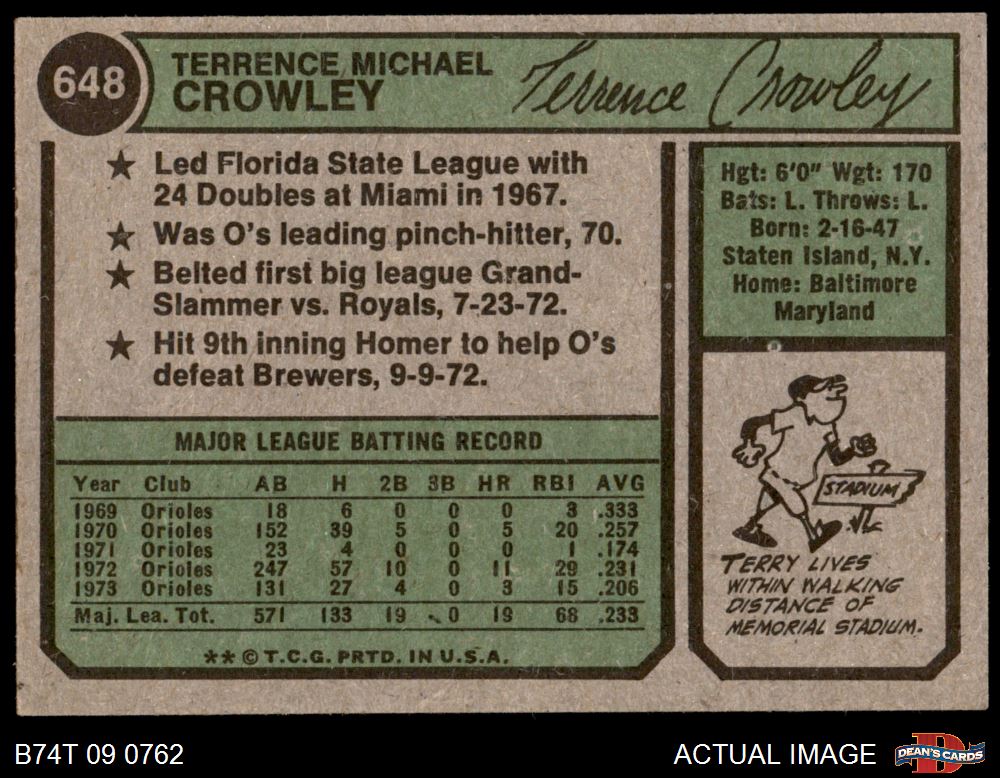 648
TERRENCE MICHAEL
CROWLEY
Terrence Crowley
★ Led Florida State League with
24 Doubles at Miami in 1967.
★ Was O's leading pinch-hitter, 70.
★ Belted first big league Grand-
Slammer vs. Royals, 7-23-72.
★ Hit 9th inning Homer to help O's
defeat Brewers, 9-9-72.
Hgt: 6'0" Wgt: 170
Bats: L. Throws: L.
Born: 2-16-47
Staten Island, N.Y.
Home: Baltimore
Maryland
MAJOR LEAGUE BATTING RECORD
Year Club AB H 2B 3B HR RBI AVG
1969 Orioles 18 6 0 0 0 3 .333
1970 Orioles 152 39 5 0 5 20 .257
1971 Orioles 23 4 0 0 0 1 .174
1972 Orioles 247 57 10 0 11 29 .231
1973 Orioles 131 27 4 0 3 15 .206
Maj. Lea. Tot. 571 133 19 0 19 68 .233
** © T.C.G. PRTD. IN U.S.A.
STADIUM
TERRY LIVES
WITHIN WALKING
DISTANCE OF
MEMORIAL STADIUM.
B74T 09 0762
ACTUAL IMAGE
D
DEAN'S CARDS